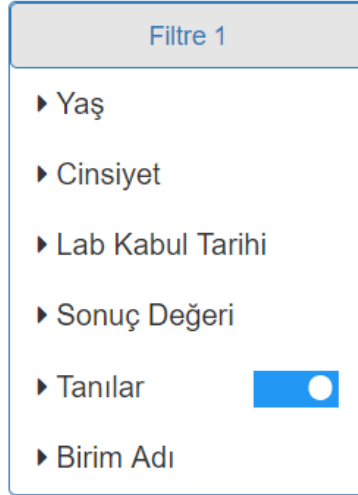 Filtre 1
Yaş
Cinsiyet
Lab Kabul Tarihi
Sonuç Değeri
Tanılar
Birim Adı